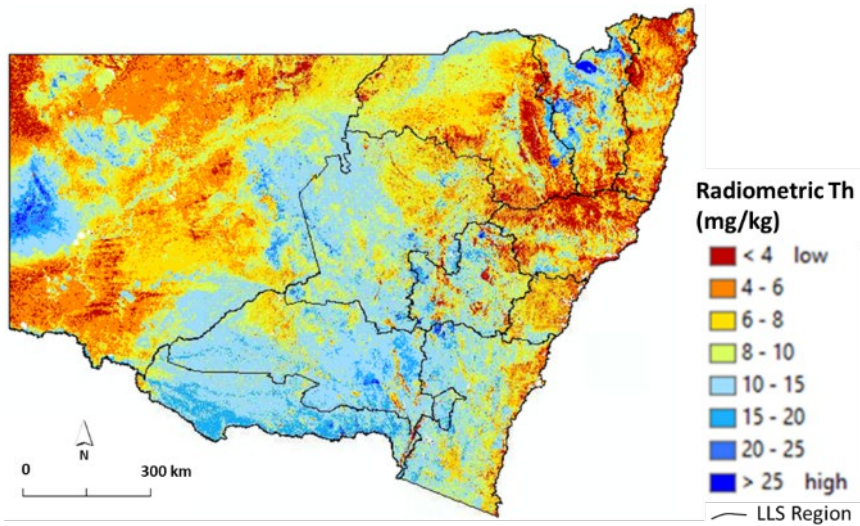 Radiometric Th
(mg/kg)
< 4 low
4 - 6
6 - 8
8 - 10
10 - 15
15 - 20
20 - 25
> 25 high
LLS Region
N
0 300 km